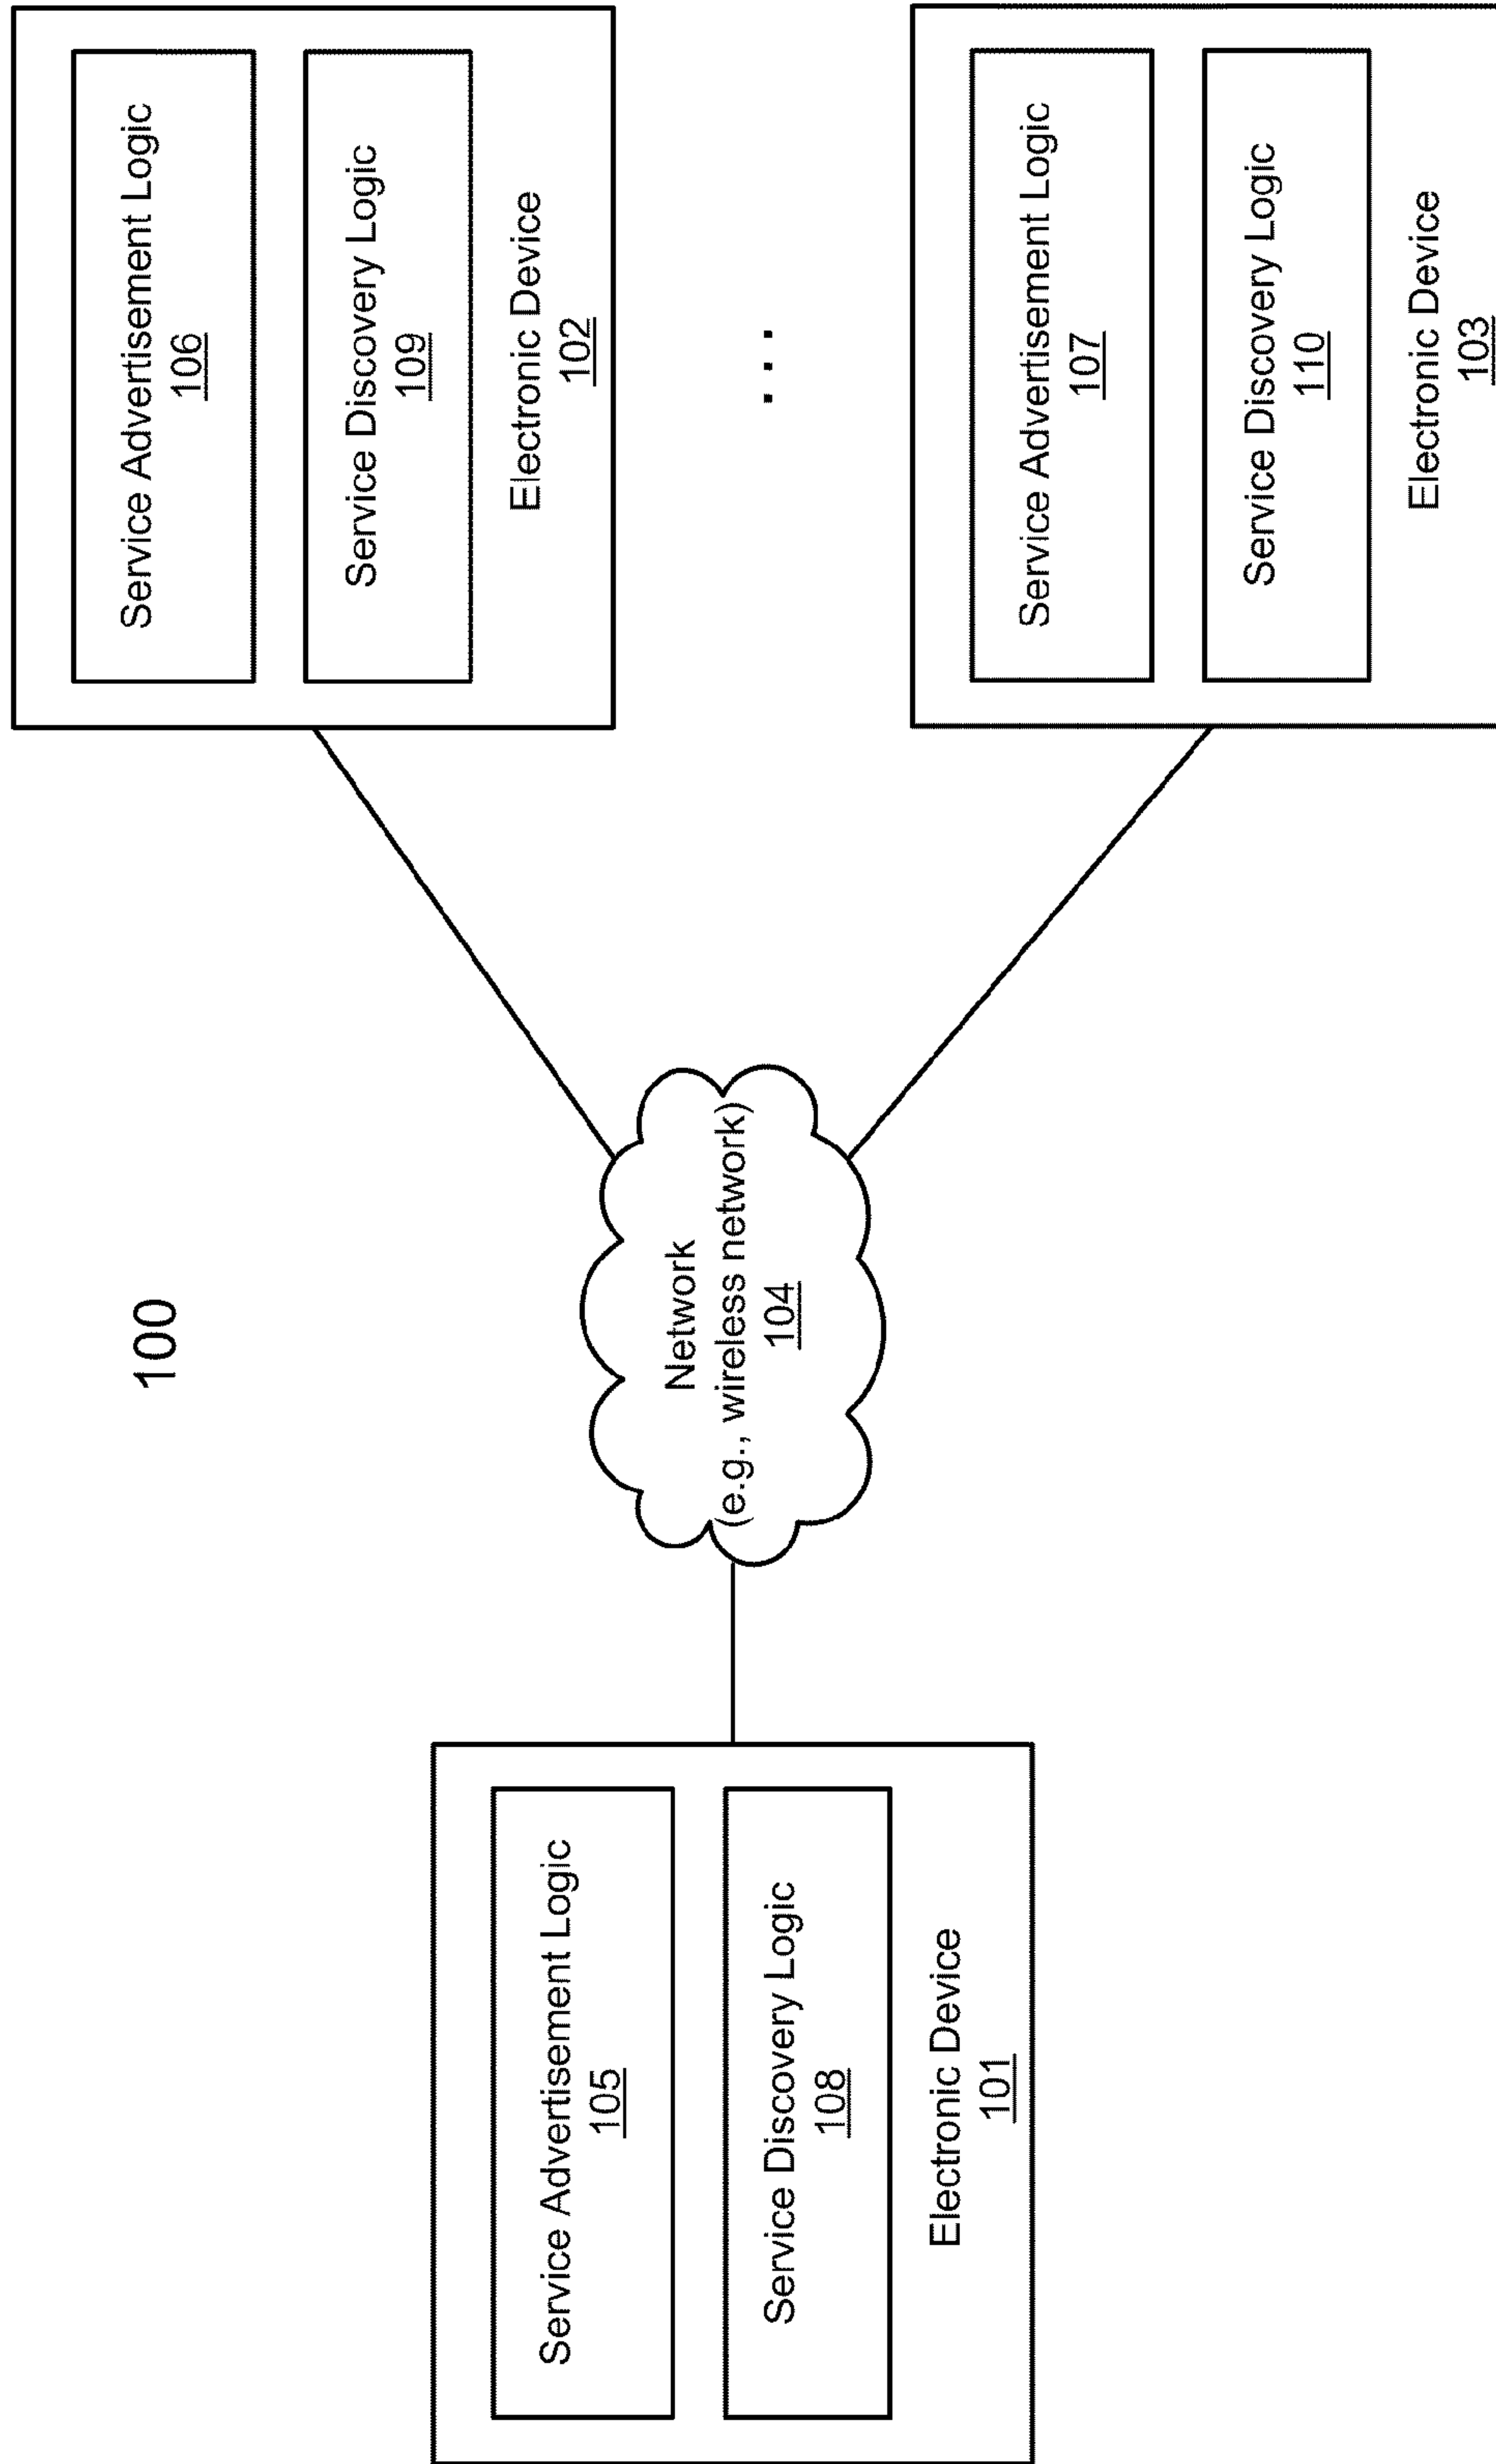 100
Service Advertisement Logic
105
Service Discovery Logic
108
Electronic Device
101
Network
(e.g., wireless network)
104
Service Advertisement Logic
106
Service Discovery Logic
109
Electronic Device
102
...
Service Advertisement Logic
107
Service Discovery Logic
110
Electronic Device
103